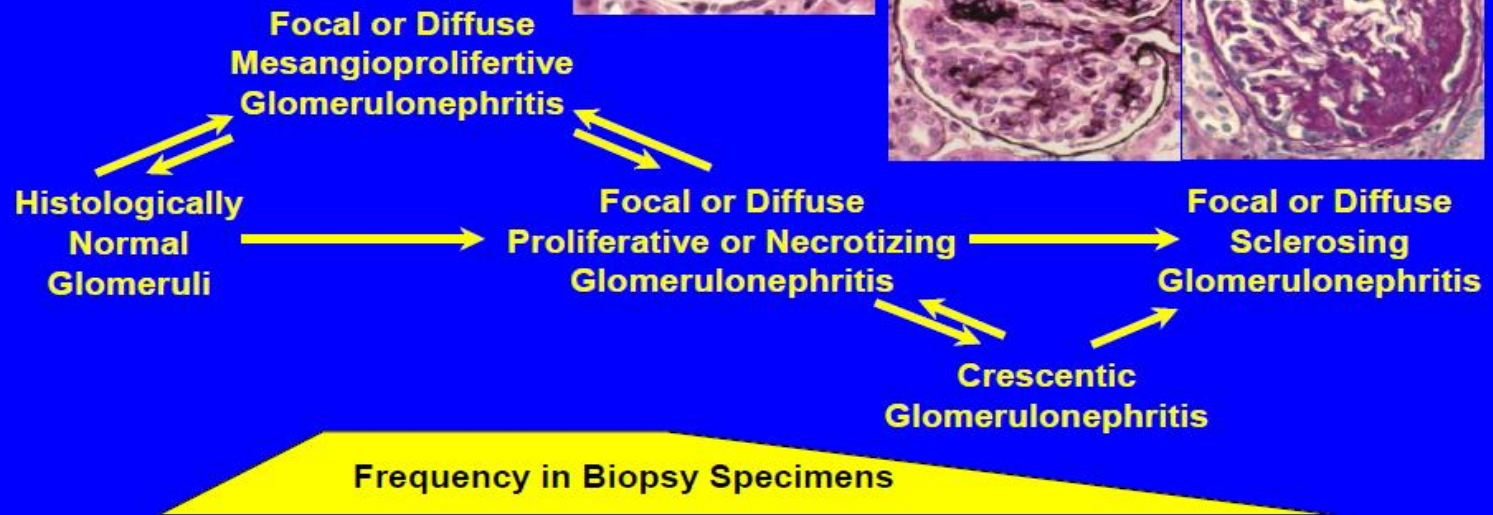 Focal or Diffuse
Mesangioprolifertive
Glomerulonephritis
Histologically
Normal
Glomeruli
Focal or Diffuse
Proliferative or Necrotizing
Glomerulonephritis
Focal or Diffuse
Sclerosing
Glomerulonephritis
Crescentic
Glomerulonephritis
Frequency in Biopsy Specimens